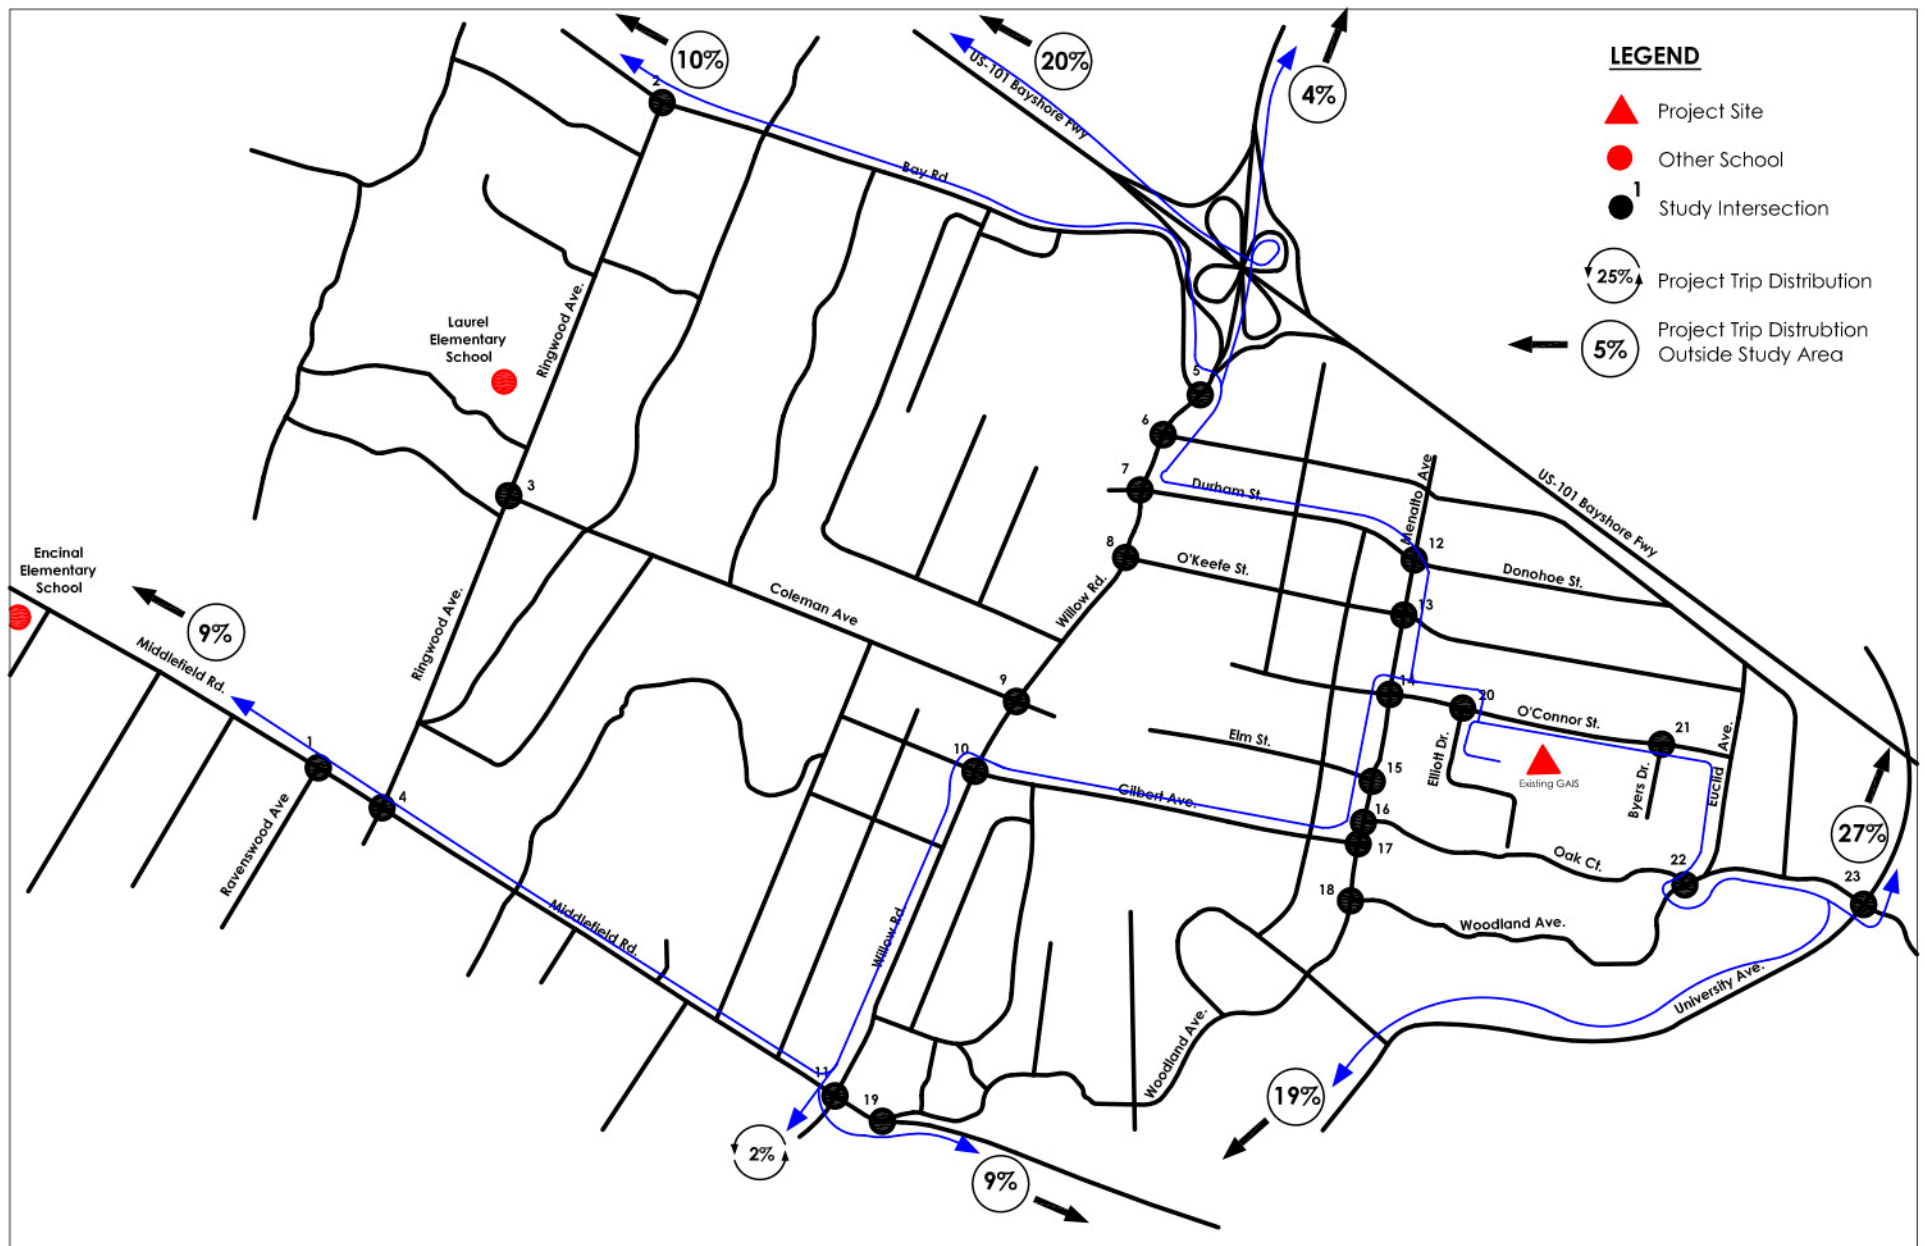 10%
20%
4%
LEGEND
Project Site
Other School
1
Study Intersection
25%
Project Trip Distribution
5%
Project Trip Distrubtion
Outside Study Area
2
US-101 Bayshore Fwy
Bay Rd
Laurel
Elementary
School
Ringwood Ave.
5
6
7
Durham St.
Menalto Ave
US-101 Bayshore Fwy
3
8
O'Keefe St.
12
Donohoe St.
13
Encinal
Elementary
School
Coleman Ave
Willow Rd.
9%
Middlefield Rd.
Ringwood Ave.
9
14
20
O'Connor St.
21
Elm St.
Elliott Dr.
Existing GAIS
Byers Dr.
Euclid Ave.
1
10
15
Gilbert Ave.
4
16
17
Ravenswood Ave
Oak Ct.
22
27%
23
18
Middlefield Rd.
Willow Rd.
Woodland Ave.
University Ave.
Woodland Ave.
11
19
19%
2%
9%